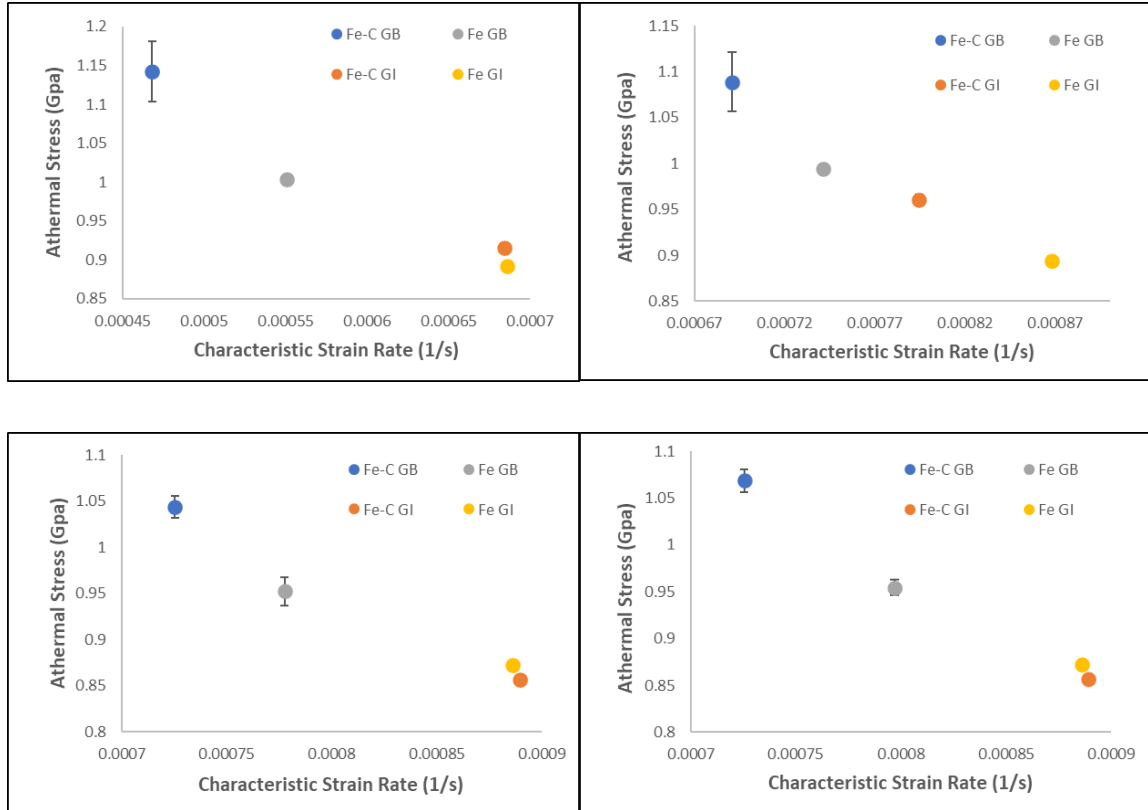 1.2
1.15
1.1
1.05
1
0.95
0.9
0.85
Athermal Stress (Gpa)
Fe-C GB
Fe GB
Fe-C GI
Fe GI
0.00045
0.0005
0.00055
0.0006
0.00065
0.0007
Characteristic Strain Rate (1/s)
1.15
1.1
1.05
1
0.95
0.9
0.85
Athermal Stress (Gpa)
Fe-C GB
Fe GB
Fe-C GI
Fe GI
0.00067
0.00072
0.00077
0.00082
0.00087
Characteristic Strain Rate (1/s)
1.1
1.05
1
0.95
0.9
0.85
0.8
Athermal Stress (Gpa)
Fe-C GB
Fe GB
Fe-C GI
Fe GI
0.0007
0.00075
0.0008
0.00085
0.0009
Characteristic Strain Rate (1/s)
1.1
1.05
1
0.95
0.9
0.85
0.8
Athermal Stress (Gpa)
Fe-C GB
Fe GB
Fe-C GI
Fe GI
0.0007
0.00075
0.0008
0.00085
0.0009
Characteristic Strain Rate (1/s)